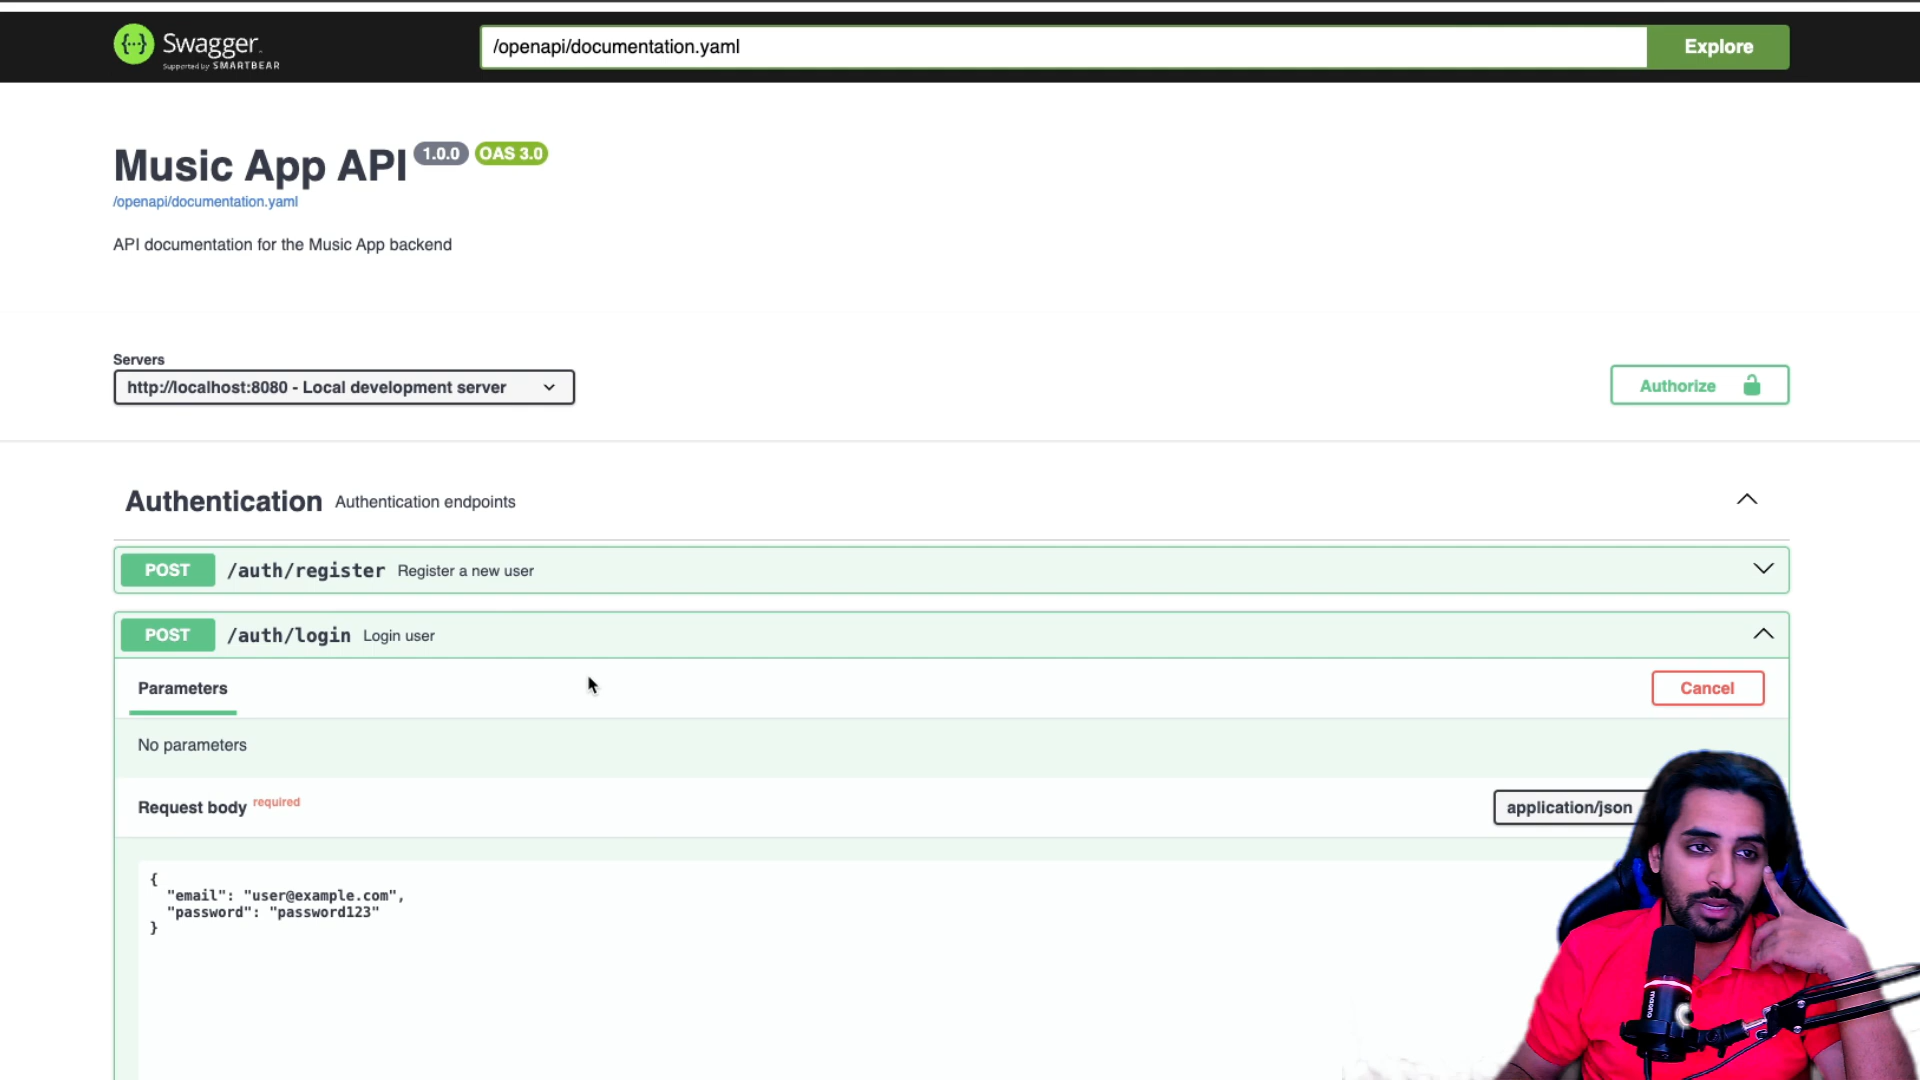 Swagger
Supported by SMARTBEAR
/openapi/documentation.yaml
Explore
Music App API 1.0.0 OAS 3.0
/openapi/documentation.yaml
API documentation for the Music App backend
Servers
http://localhost:8080 - Local development server
Authorize
Authentication Authentication endpoints
POST /auth/register Register a new user
POST /auth/login Login user
Parameters
Cancel
No parameters
Request body required
application/json
{
"email": "user@example.com",
"password": "password123"
}
maono